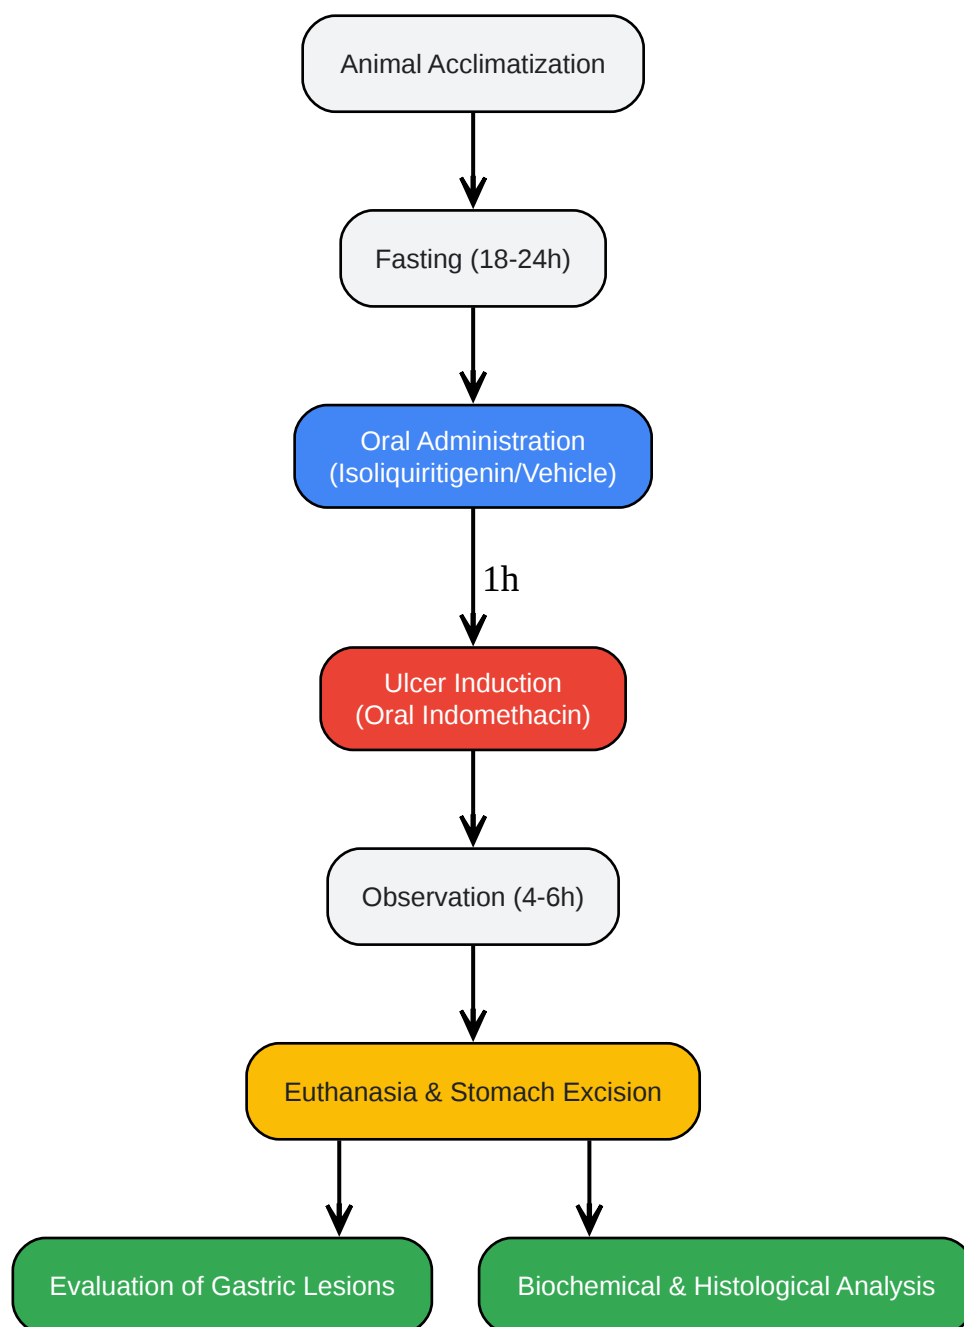 Animal Acclimatization
Fasting (18-24h)
Oral Administration
(Isoliquiritigenin/Vehicle)
1h
Ulcer Induction
(Oral Indomethacin)
Observation (4-6h)
Euthanasia & Stomach Excision
Evaluation of Gastric Lesions
Biochemical & Histological Analysis